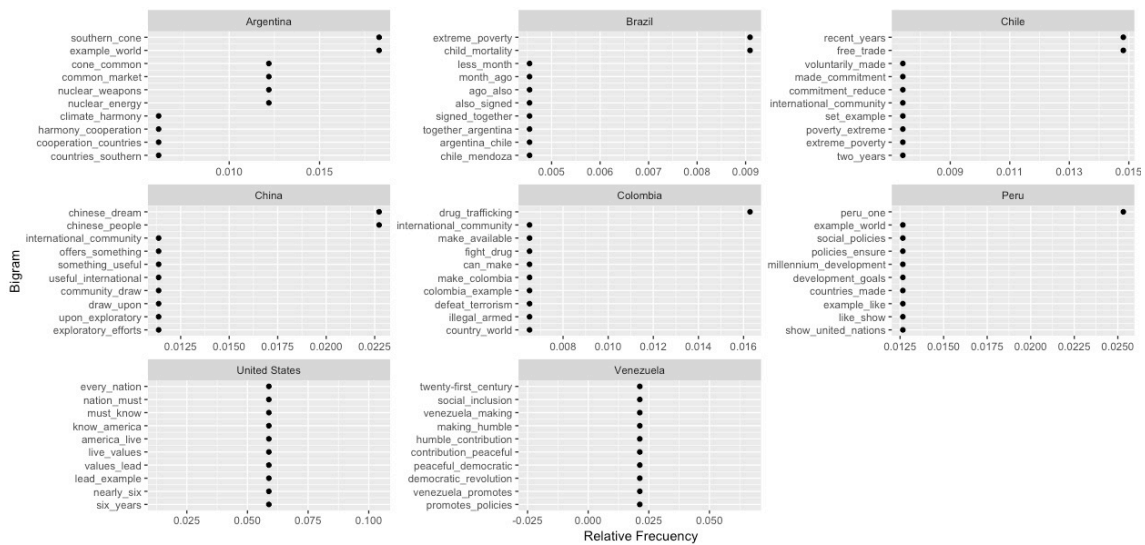 Argentina
southern_cone
example_world
cone_common
common_market
nuclear_weapons
nuclear_energy
climate_harmony
harmony_cooperation
cooperation_countries
countries_southern
0.010 0.015
Brazil
extreme_poverty
child_mortality
less_month
month_ago
ago_also
also_signed
signed_together
together_argentina
argentina_chile
chile_mendoza
0.005 0.006 0.007 0.008 0.009
Chile
recent_years
free_trade
voluntarily_made
made_commitment
commitment_reduce
international_community
set_example
poverty_extreme
extreme_poverty
two_years
0.009 0.011 0.013 0.015
China
chinese_dream
chinese_people
international_community
offers_something
something_useful
useful_international
community_draw
draw_upon
upon_exploratory
exploratory_efforts
0.0125 0.0150 0.0175 0.0200 0.0225
Colombia
drug_trafficking
international_community
make_available
fight_drug
can_make
make_colombia
colombia_example
defeat_terrorism
illegal_armed
country_world
0.008 0.010 0.012 0.014 0.016
Peru
peru_one
example_world
social_policies
policies_ensure
millennium_development
development_goals
countries_made
example_like
like_show
show_united_nations
0.0125 0.0150 0.0175 0.0200 0.0225 0.0250
United States
every_nation
nation_must
must_know
know_america
america_live
live_values
values_lead
lead_example
nearly_six
six_years
0.025 0.050 0.075 0.100
Venezuela
twenty-first_century
social_inclusion
venezuela_making
making_humble
humble_contribution
contribution_peaceful
peaceful_democratic
democratic_revolution
venezuela_promotes
promotes_policies
-0.025 0.000 0.025 0.050
Bigram
Relative Frecuency